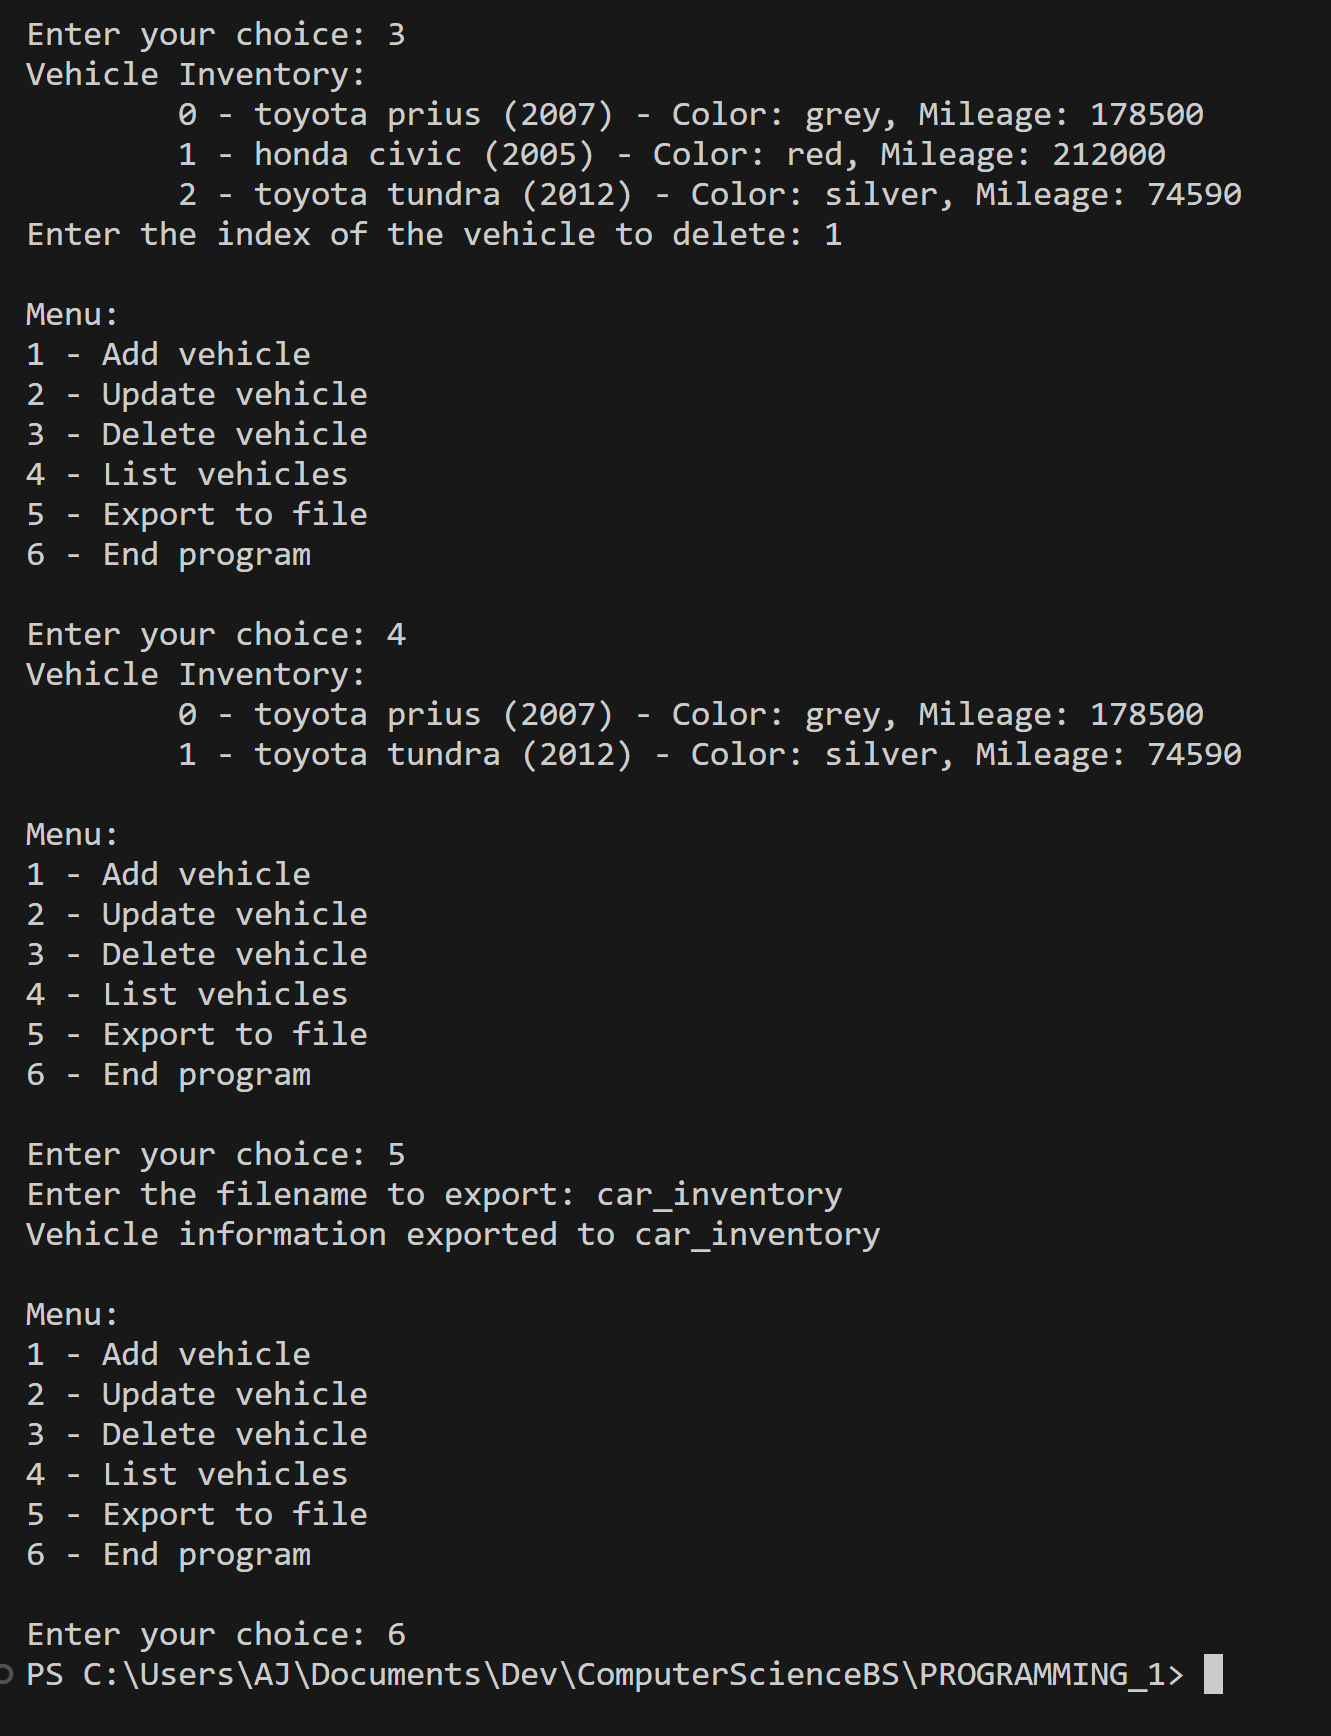 Enter your choice: 3
Vehicle Inventory:
        0 - toyota prius (2007) - Color: grey, Mileage: 178500
        1 - honda civic (2005) - Color: red, Mileage: 212000
        2 - toyota tundra (2012) - Color: silver, Mileage: 74590
Enter the index of the vehicle to delete: 1

Menu:
1 - Add vehicle
2 - Update vehicle
3 - Delete vehicle
4 - List vehicles
5 - Export to file
6 - End program

Enter your choice: 4
Vehicle Inventory:
        0 - toyota prius (2007) - Color: grey, Mileage: 178500
        1 - toyota tundra (2012) - Color: silver, Mileage: 74590

Menu:
1 - Add vehicle
2 - Update vehicle
3 - Delete vehicle
4 - List vehicles
5 - Export to file
6 - End program

Enter your choice: 5
Enter the filename to export: car_inventory
Vehicle information exported to car_inventory

Menu:
1 - Add vehicle
2 - Update vehicle
3 - Delete vehicle
4 - List vehicles
5 - Export to file
6 - End program

Enter your choice: 6
PS C:\Users\AJ\Documents\Dev\ComputerScienceBS\PROGRAMMING_1>